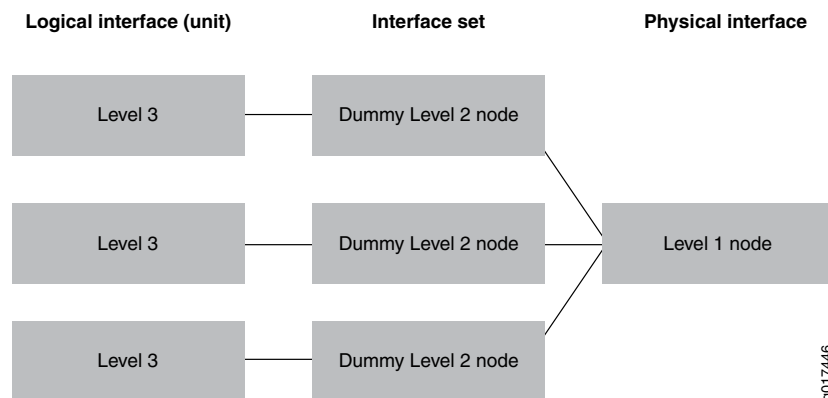 Logical interface (unit) Interface set Physical interface
Level 3 Dummy Level 2 node
Level 3 Dummy Level 2 node Level 1 node
Level 3 Dummy Level 2 node
g017446